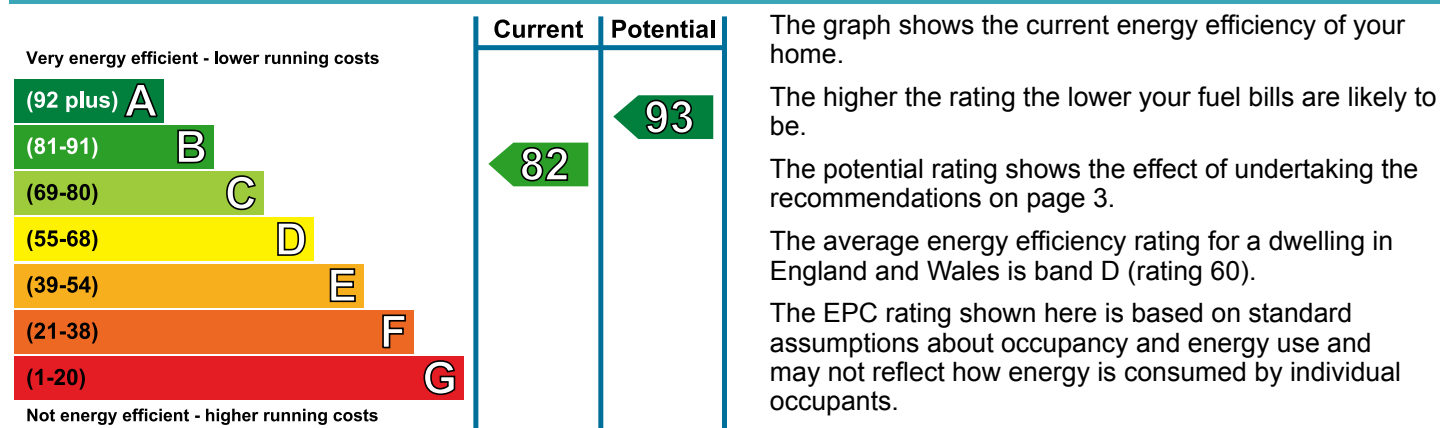 Current Potential
Very energy efficient - lower running costs
(92 plus) A
93
(81-91) B
82
(69-80) C
(55-68) D
(39-54) E
(21-38) F
(1-20) G
Not energy efficient - higher running costs
The graph shows the current energy efficiency of your
home.
The higher the rating the lower your fuel bills are likely to
be.
The potential rating shows the effect of undertaking the
recommendations on page 3.
The average energy efficiency rating for a dwelling in
England and Wales is band D (rating 60).
The EPC rating shown here is based on standard
assumptions about occupancy and energy use and
may not reflect how energy is consumed by individual
occupants.